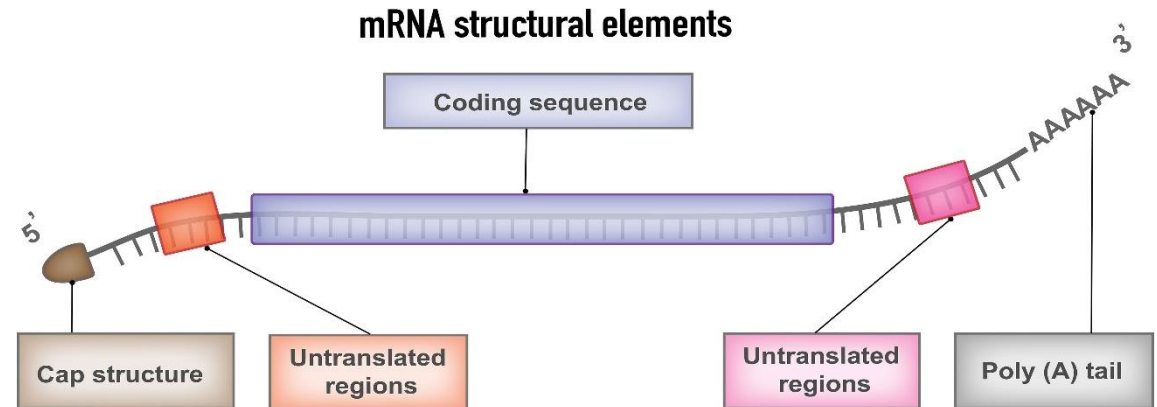 mRNA structural elements
3'
AAAAAA
Coding sequence
5'
Cap structure
Untranslated
regions
Untranslated
regions
Poly (A) tail